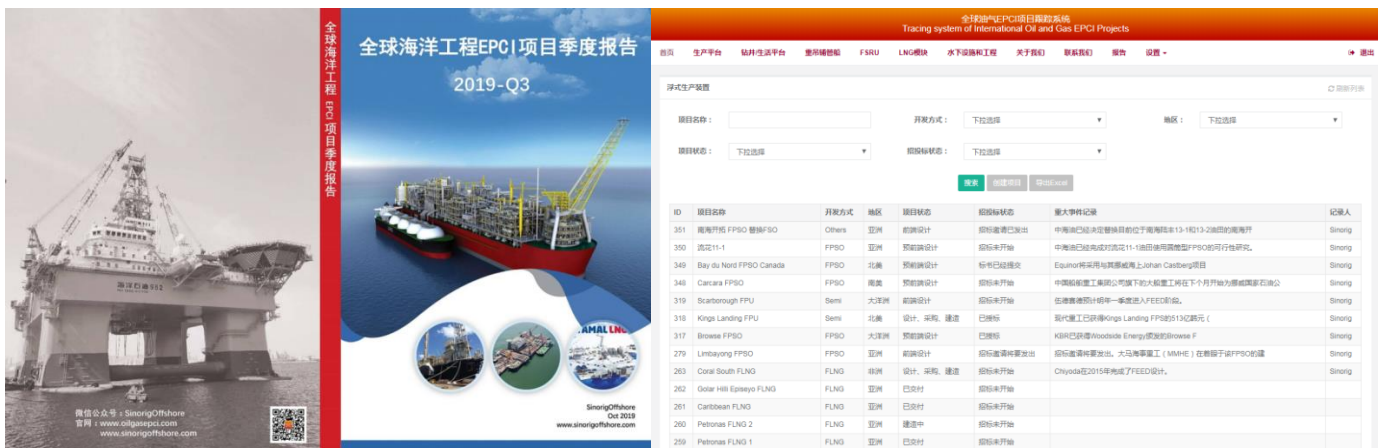 全球海洋工程 EPCI 项目季度报告
海洋石油982
微信公众号：SinorigOffshore
官网：www.oilgasepci.com
www.sinorigoffshore.com
全球海洋工程EPCI项目季度报告
2019-Q3
YAMAL LNG
SinorigOffshore
Oct 2019
www.sinorigoffshore.com
全球油气EPCI项目跟踪系统
Tracing system of International Oil and Gas EPCI Projects
首页 生产平台 钻井/生活平台 重吊铺管船 FSRU LNG模块 水下设施和工程 关于我们 联系我们 报告 设置 退出
浮式生产装置 刷新列表
项目名称： 开发方式： 下拉选择 地区： 下拉选择
项目状态： 下拉选择 招投标状态： 下拉选择
搜索 创建项目 导出Excel
ID 项目名称 开发方式 地区 项目状态 招投标状态 重大事件记录 记录人
351 南海开拓 FPSO 替换FSO Others 亚洲 前端设计 招标邀请已发出 中海油已经决定替换目前位于南海陆丰13-1和13-2油田的南海开 Sinorig
350 流花11-1 FPSO 亚洲 预前端设计 招标未开始 中海油已经完成对流花11-1油田使用圆筒型FPSO的可行性研究。 Sinorig
349 Bay du Nord FPSO Canada FPSO 北美 预前端设计 标书已经提交 Equinor将采用与其挪威海上Johan Castberg项目 Sinorig
348 Carcara FPSO FPSO 南美 预前端设计 招标未开始 中国船舶重工集团公司旗下的大船重工将在下个月开始为挪威国家石油公 Sinorig
319 Scarborough FPU Semi 大洋洲 前端设计 招标未开始 伍德赛德预计明年一季度进入FEED阶段。 Sinorig
318 Kings Landing FPU Semi 北美 设计、采购、建造 已授标 现代重工已获得Kings Landing FPS的513亿韩元（ Sinorig
317 Browse FPSO FPSO 大洋洲 预前端设计 已授标 KBR已获得Woodside Energy颁发的Browse F Sinorig
279 Limbayong FPSO FPSO 亚洲 前端设计 招标邀请将要发出 招标邀请将要发出。大马海事重工（MMHE）在着眼于该FPSO的建 Sinorig
263 Coral South FLNG FLNG 非洲 设计、采购、建造 招标未开始 Chiyoda在2015年完成了FEED设计。 Sinorig
262 Golar Hilli Episeyo FLNG FLNG 亚洲 已交付 招标未开始
261 Caribbean FLNG FLNG 亚洲 已交付 招标未开始
260 Petronas FLNG 2 FLNG 亚洲 建造中 招标未开始
259 Petronas FLNG 1 FLNG 亚洲 已交付 招标未开始